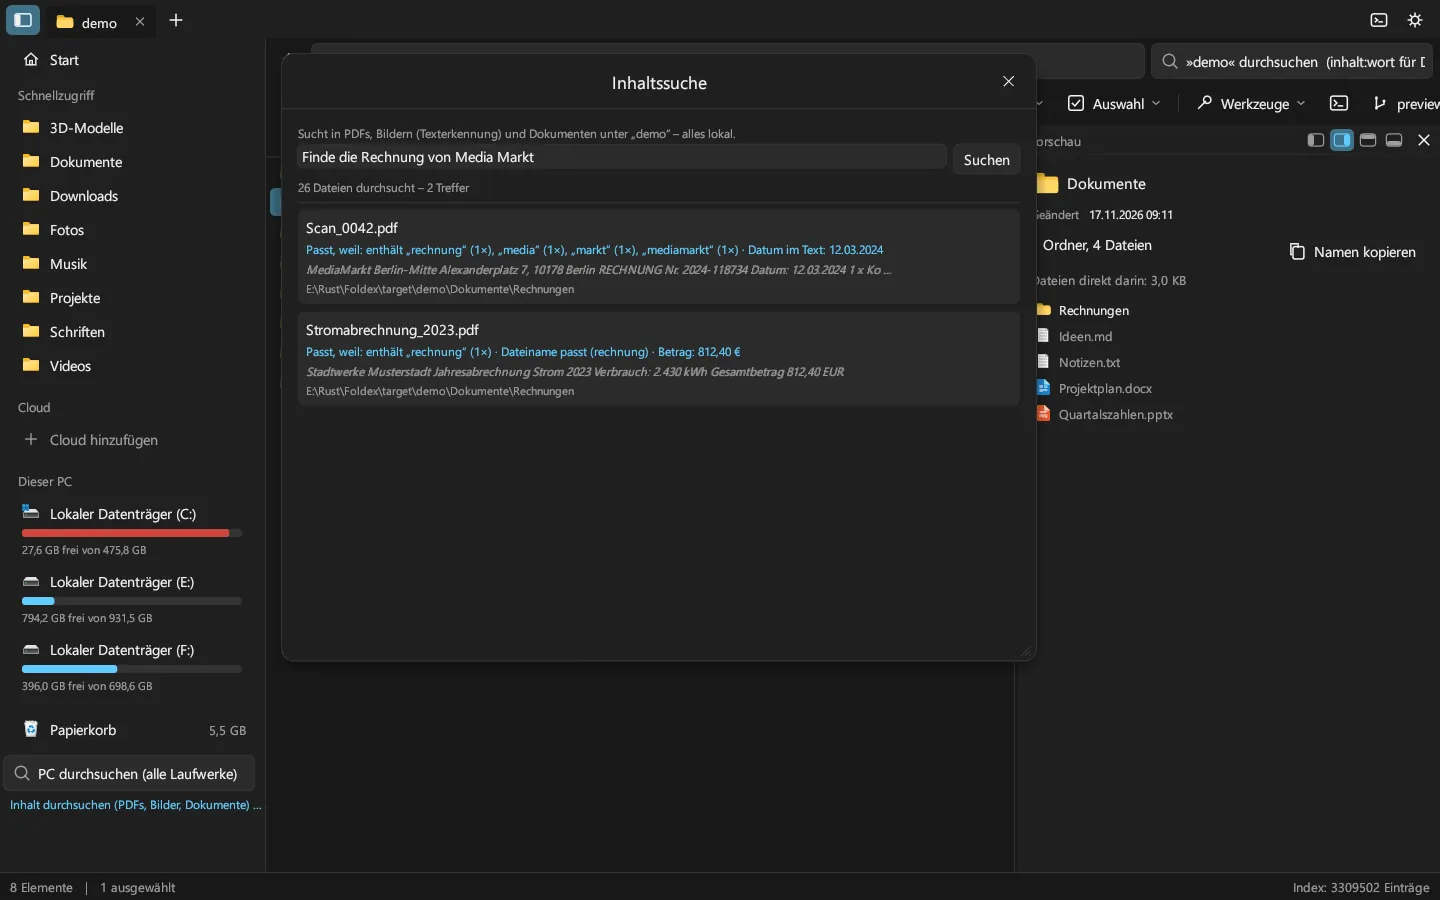 demo
Start
Schnellzugriff
3D-Modelle
Dokumente
Downloads
Fotos
Musik
Projekte
Schriften
Videos
Cloud
Cloud hinzufügen
Dieser PC
Lokaler Datenträger (C:)
27,6 GB frei von 475,8 GB
Lokaler Datenträger (E:)
794,2 GB frei von 931,5 GB
Lokaler Datenträger (F:)
396,0 GB frei von 698,6 GB
Papierkorb 5,5 GB
PC durchsuchen (alle Laufwerke)
Inhalt durchsuchen (PDFs, Bilder, Dokumente) ...
Inhaltssuche
Sucht in PDFs, Bildern (Texterkennung) und Dokumenten unter „demo“ – alles lokal.
Finde die Rechnung von Media Markt
Suchen
26 Dateien durchsucht – 2 Treffer
Scan_0042.pdf
Passt, weil: enthält „rechnung“ (1×), „media“ (1×), „markt“ (1×), „mediamarkt“ (1×) · Datum im Text: 12.03.2024
MediaMarkt Berlin-Mitte Alexanderplatz 7, 10178 Berlin RECHNUNG Nr. 2024-118734 Datum: 12.03.2024 1 x Ko ...
E:\Rust\Foldex\target\demo\Dokumente\Rechnungen
Stromabrechnung_2023.pdf
Passt, weil: enthält „rechnung“ (1×) · Dateiname passt (rechnung) · Betrag: 812,40 €
Stadtwerke Musterstadt Jahresabrechnung Strom 2023 Verbrauch: 2.430 kWh Gesamtbetrag 812,40 EUR
E:\Rust\Foldex\target\demo\Dokumente\Rechnungen
»demo« durchsuchen (inhalt:wort für D
Auswahl
Werkzeuge
preview
orschau
Dokumente
Geändert 17.11.2026 09:11
Ordner, 4 Dateien
Namen kopieren
Dateien direkt darin: 3,0 KB
Rechnungen
Ideen.md
Notizen.txt
Projektplan.docx
Quartalszahlen.pptx
8 Elemente | 1 ausgewählt
Index: 3309502 Einträge